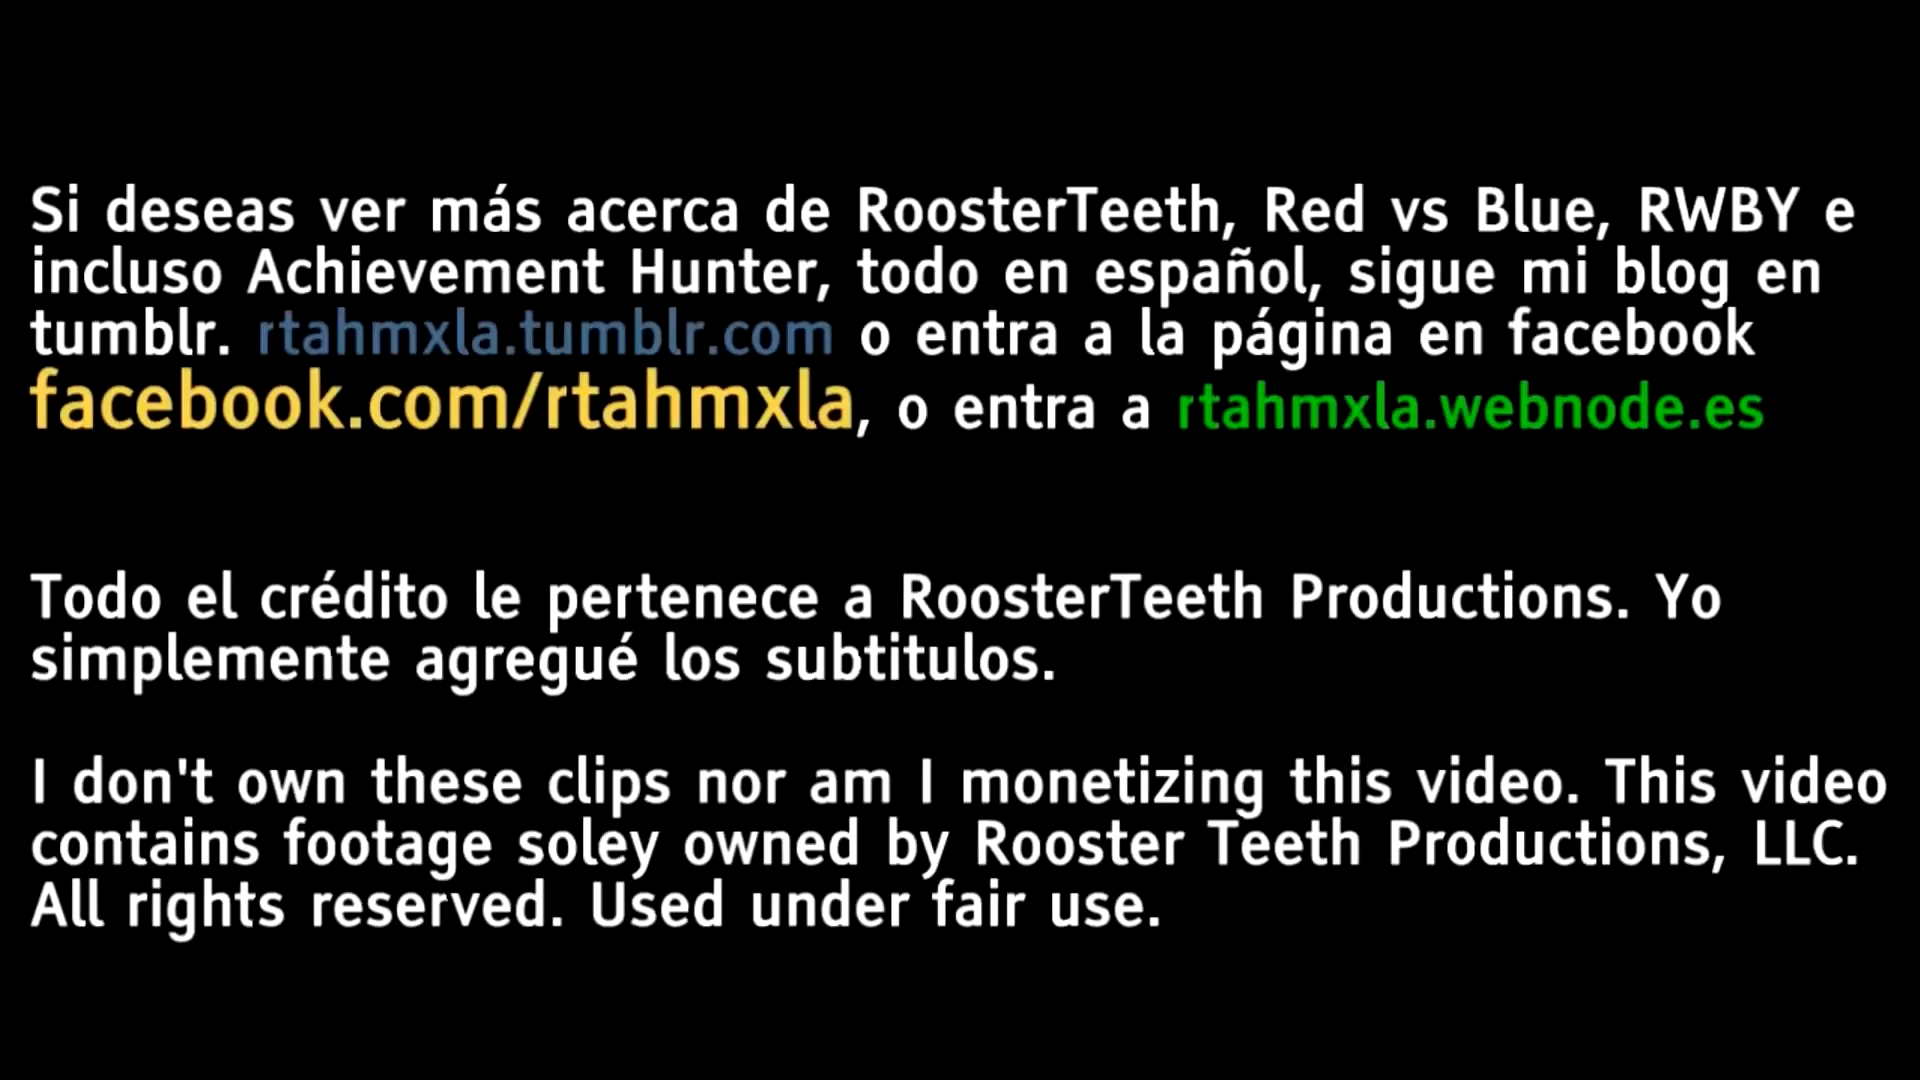 Si deseas ver más acerca de RoosterTeeth, Red vs Blue, RWBY e
incluso Achievement Hunter, todo en español, sigue mi blog en
tumblr. rtahmxla.tumblr.com o entra a la página en facebook
facebook.com/rtahmxla, o entra a rtahmxla.webnode.es
Todo el crédito le pertenece a RoosterTeeth Productions. Yo
simplemente agregué los subtitulos.
I don't own these clips nor am I monetizing this video. This video
contains footage soley owned by Rooster Teeth Productions, LLC.
All rights reserved. Used under fair use.